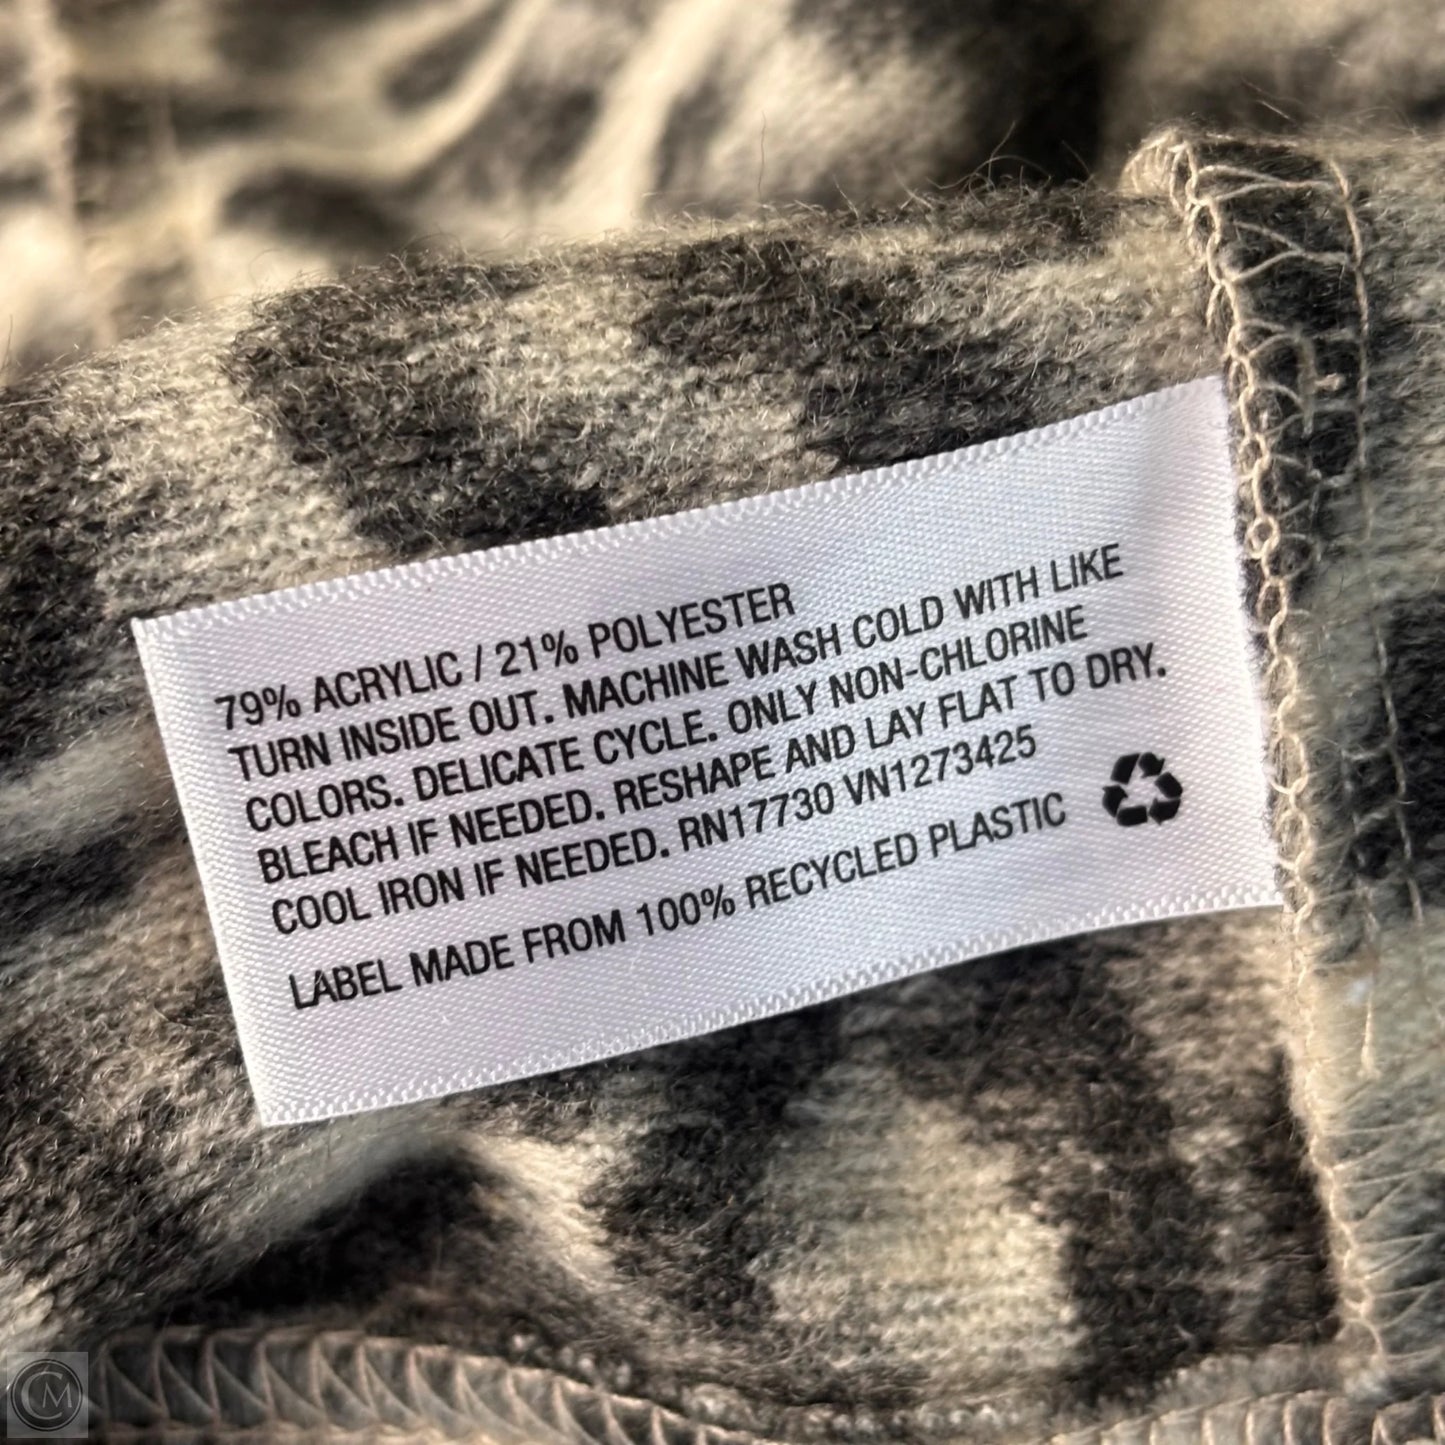 79% ACRYLIC / 21% POLYESTER
TURN INSIDE OUT. MACHINE WASH COLD WITH LIKE
COLORS. DELICATE CYCLE. ONLY NON-CHLORINE
BLEACH IF NEEDED. RESHAPE AND LAY FLAT TO DRY.
COOL IRON IF NEEDED. RN17730 VN1273425
LABEL MADE FROM 100% RECYCLED PLASTIC
CM